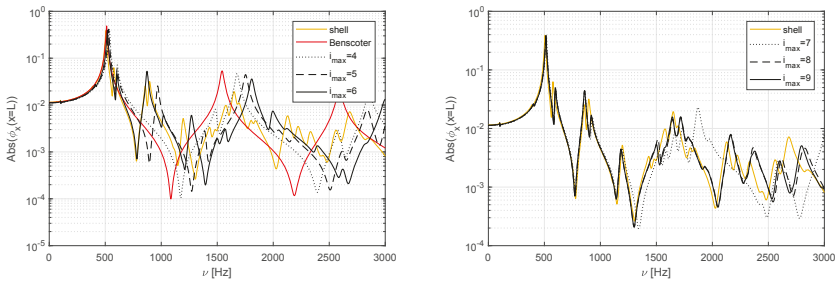 10^0
10^-1
10^-2
10^-3
10^-4
10^-5
Abs(ϕ_x(x=L))
0 500 1000 1500 2000 2500 3000
ν [Hz]
shell
Benscoter
i_max=4
i_max=5
i_max=6
10^0
10^-1
10^-2
10^-3
10^-4
Abs(ϕ_x(x=L))
0 500 1000 1500 2000 2500 3000
ν [Hz]
shell
i_max=7
i_max=8
i_max=9